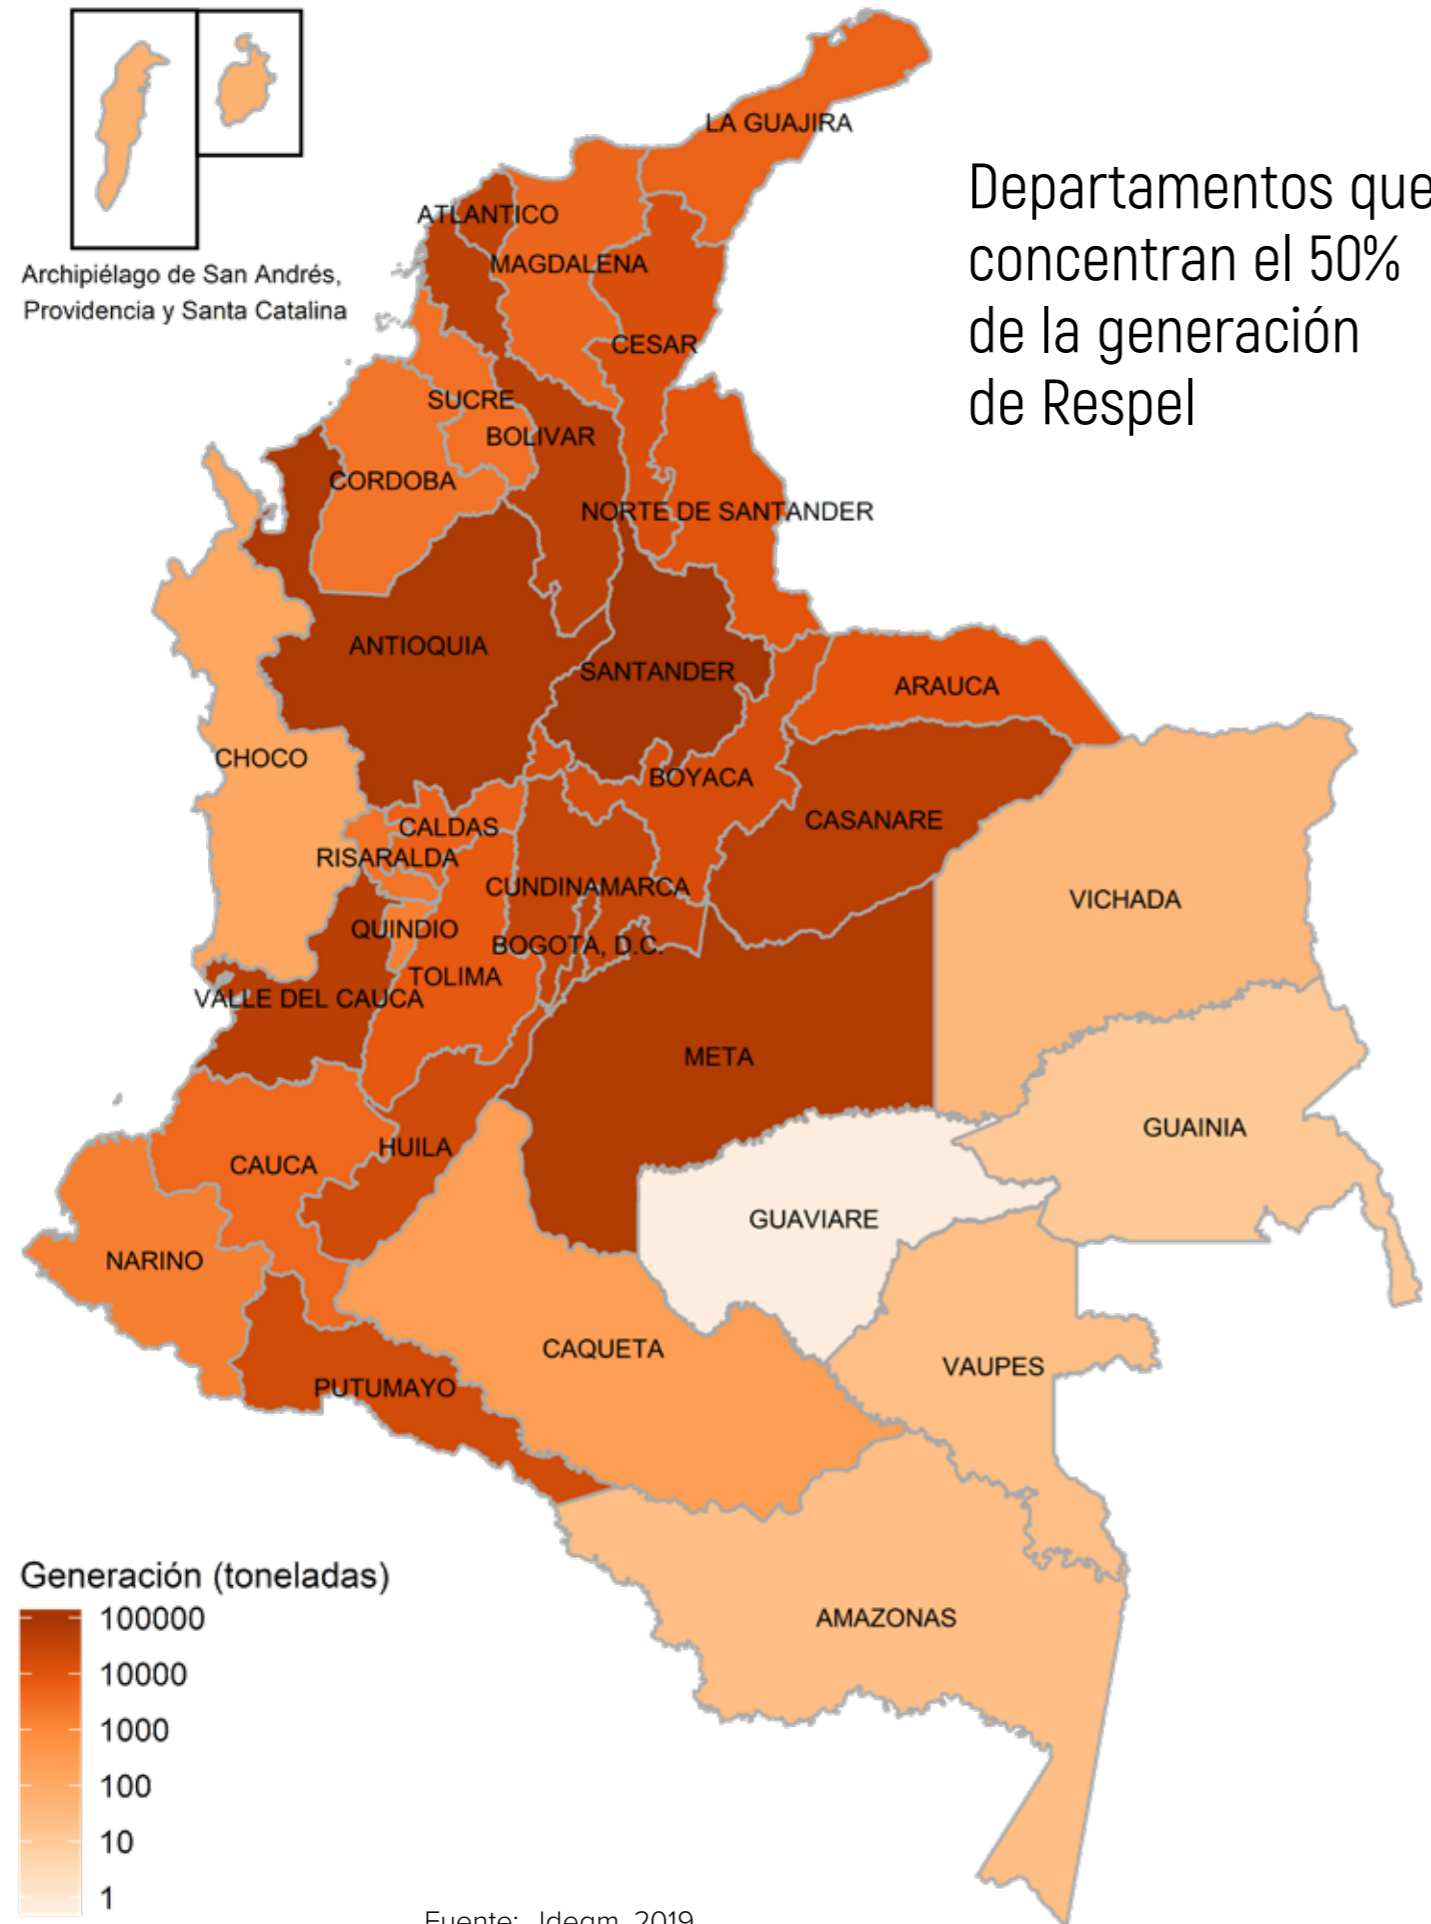 LA GUAJIRA
Departamentos que
concentran el 50%
de la generación
de Respel
ATLANTICO
MAGDALENA
Archipiélago de San Andrés,
Providencia y Santa Catalina
CESAR
SUCRE
BOLIVAR
CORDOBA
NORTE DE SANTANDER
ANTIOQUIA
SANTANDER
ARAUCA
CHOCO
BOYACA
CASANARE
CALDAS
RISARALDA
CUNDINAMARCA
VICHADA
QUINDIO
BOGOTA, D.C.
TOLIMA
VALLE DEL CAUCA
META
GUAINIA
HUILA
CAUCA
GUAVIARE
NARINO
CAQUETA
VAUPES
PUTUMAYO
Generación (toneladas)
100000
10000
1000
100
10
1
AMAZONAS
Fuente: Ideam, 2019